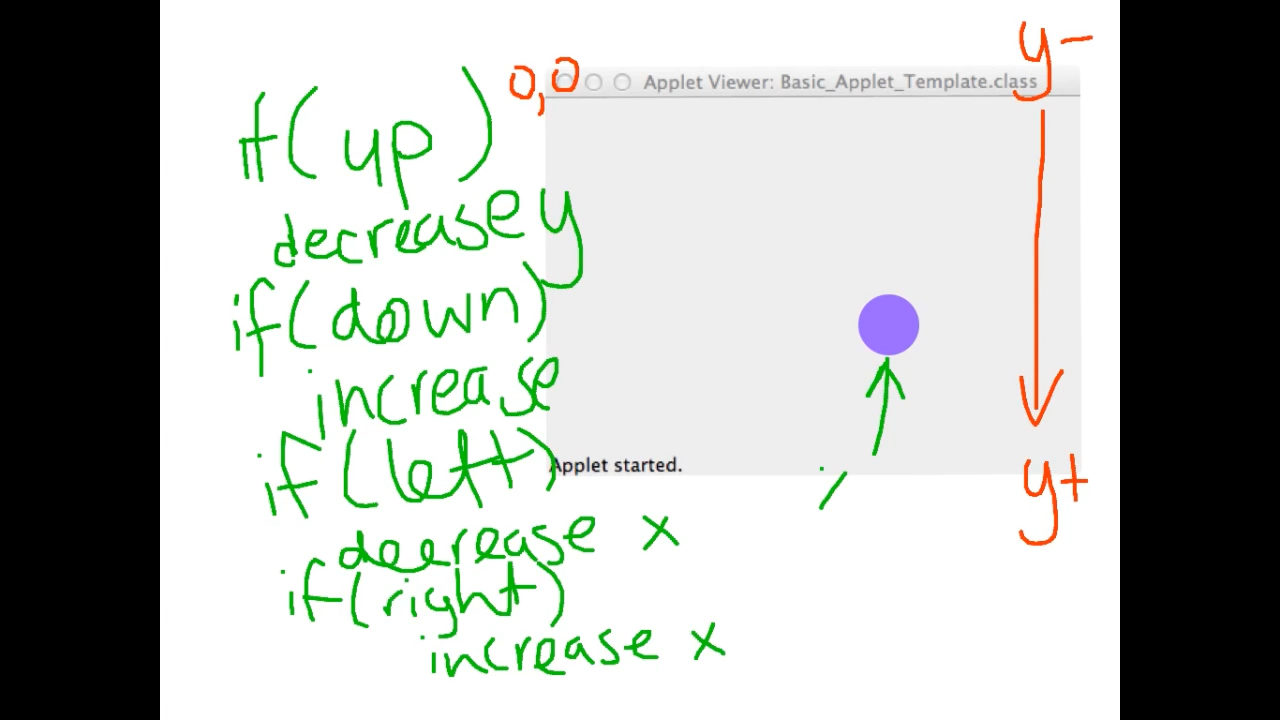 0,0
Applet Viewer: Basic_Applet_Template.class
y-
if(up)
decrease y
if(down)
increase
if(left)
Applet started.
y+
decrease x
if(right)
increase x